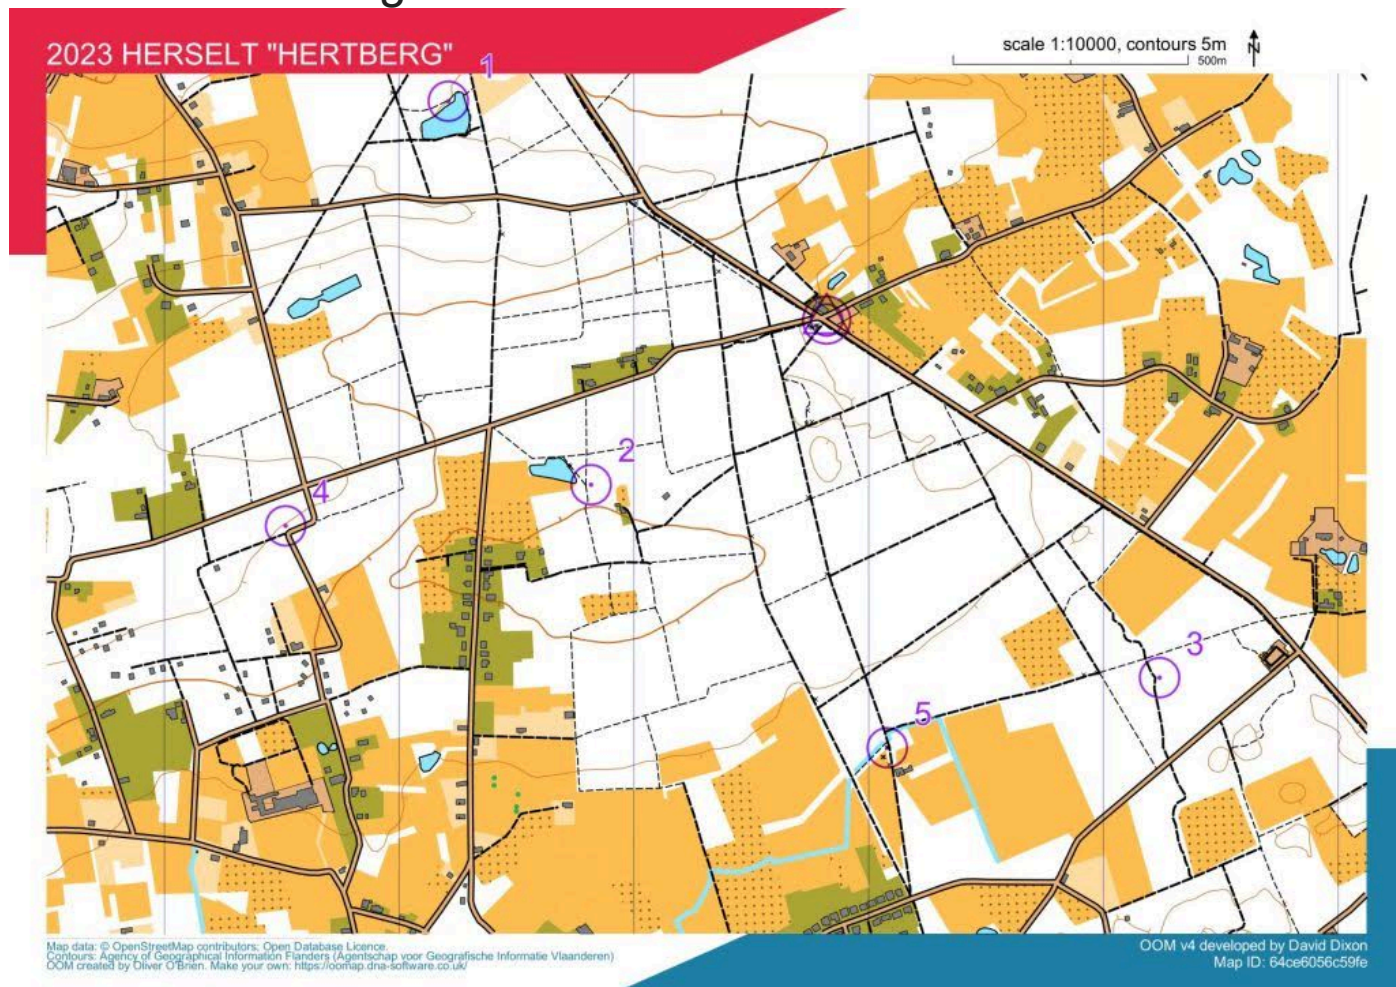 2023 HERSELT "HERTBERG"
scale 1:10000, contours 5m
500m
N
1
2
4
3
5
Map data: © OpenStreetMap contributors; Open Database Licence.
Contours: Agency of Geographical Information Flanders (Agentschap voor Geografische Informatie Vlaanderen)
OOM created by Oliver O'Brien. Make your own: https://oomap.dna-software.co.uk/
OOM v4 developed by David Dixon
Map ID: 64ce6056c59fe